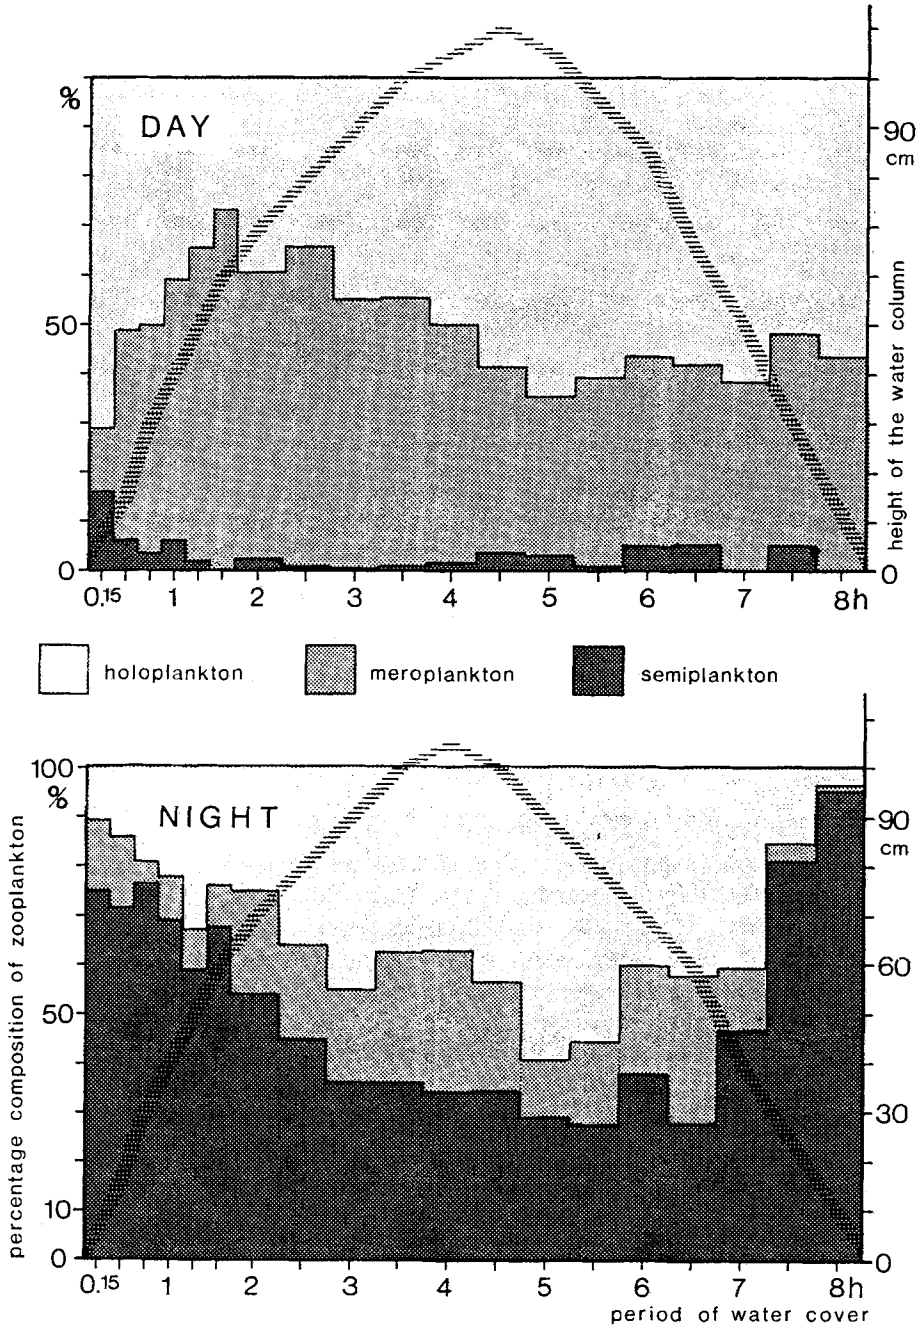 %
DAY
90
cm
50
0
0
0.15 1 2 3 4 5 6 7 8h
height of the water column
holoplankton meroplankton semiplankton
100
%
NIGHT
90
cm
60
50
30
10
0
0
0.15 1 2 3 4 5 6 7 8h
percentage composition of zooplankton
period of water cover